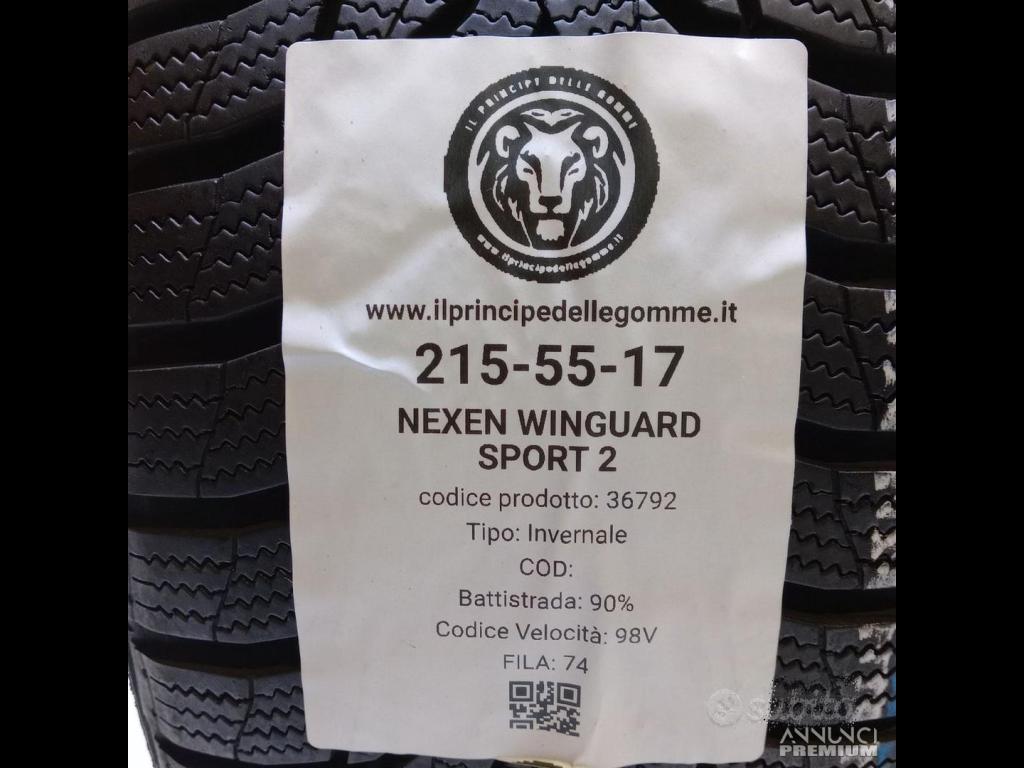 IL PRINCIPE DELLE GOMME
www.ilprincipedellegomme.it
www.ilprincipedellegomme.it
215-55-17
NEXEN WINGUARD
SPORT 2
codice prodotto: 36792
Tipo: Invernale
COD:
Battistrada: 90%
Codice Velocità: 98V
FILA: 74
subito
ANNUNCI
PREMIUM